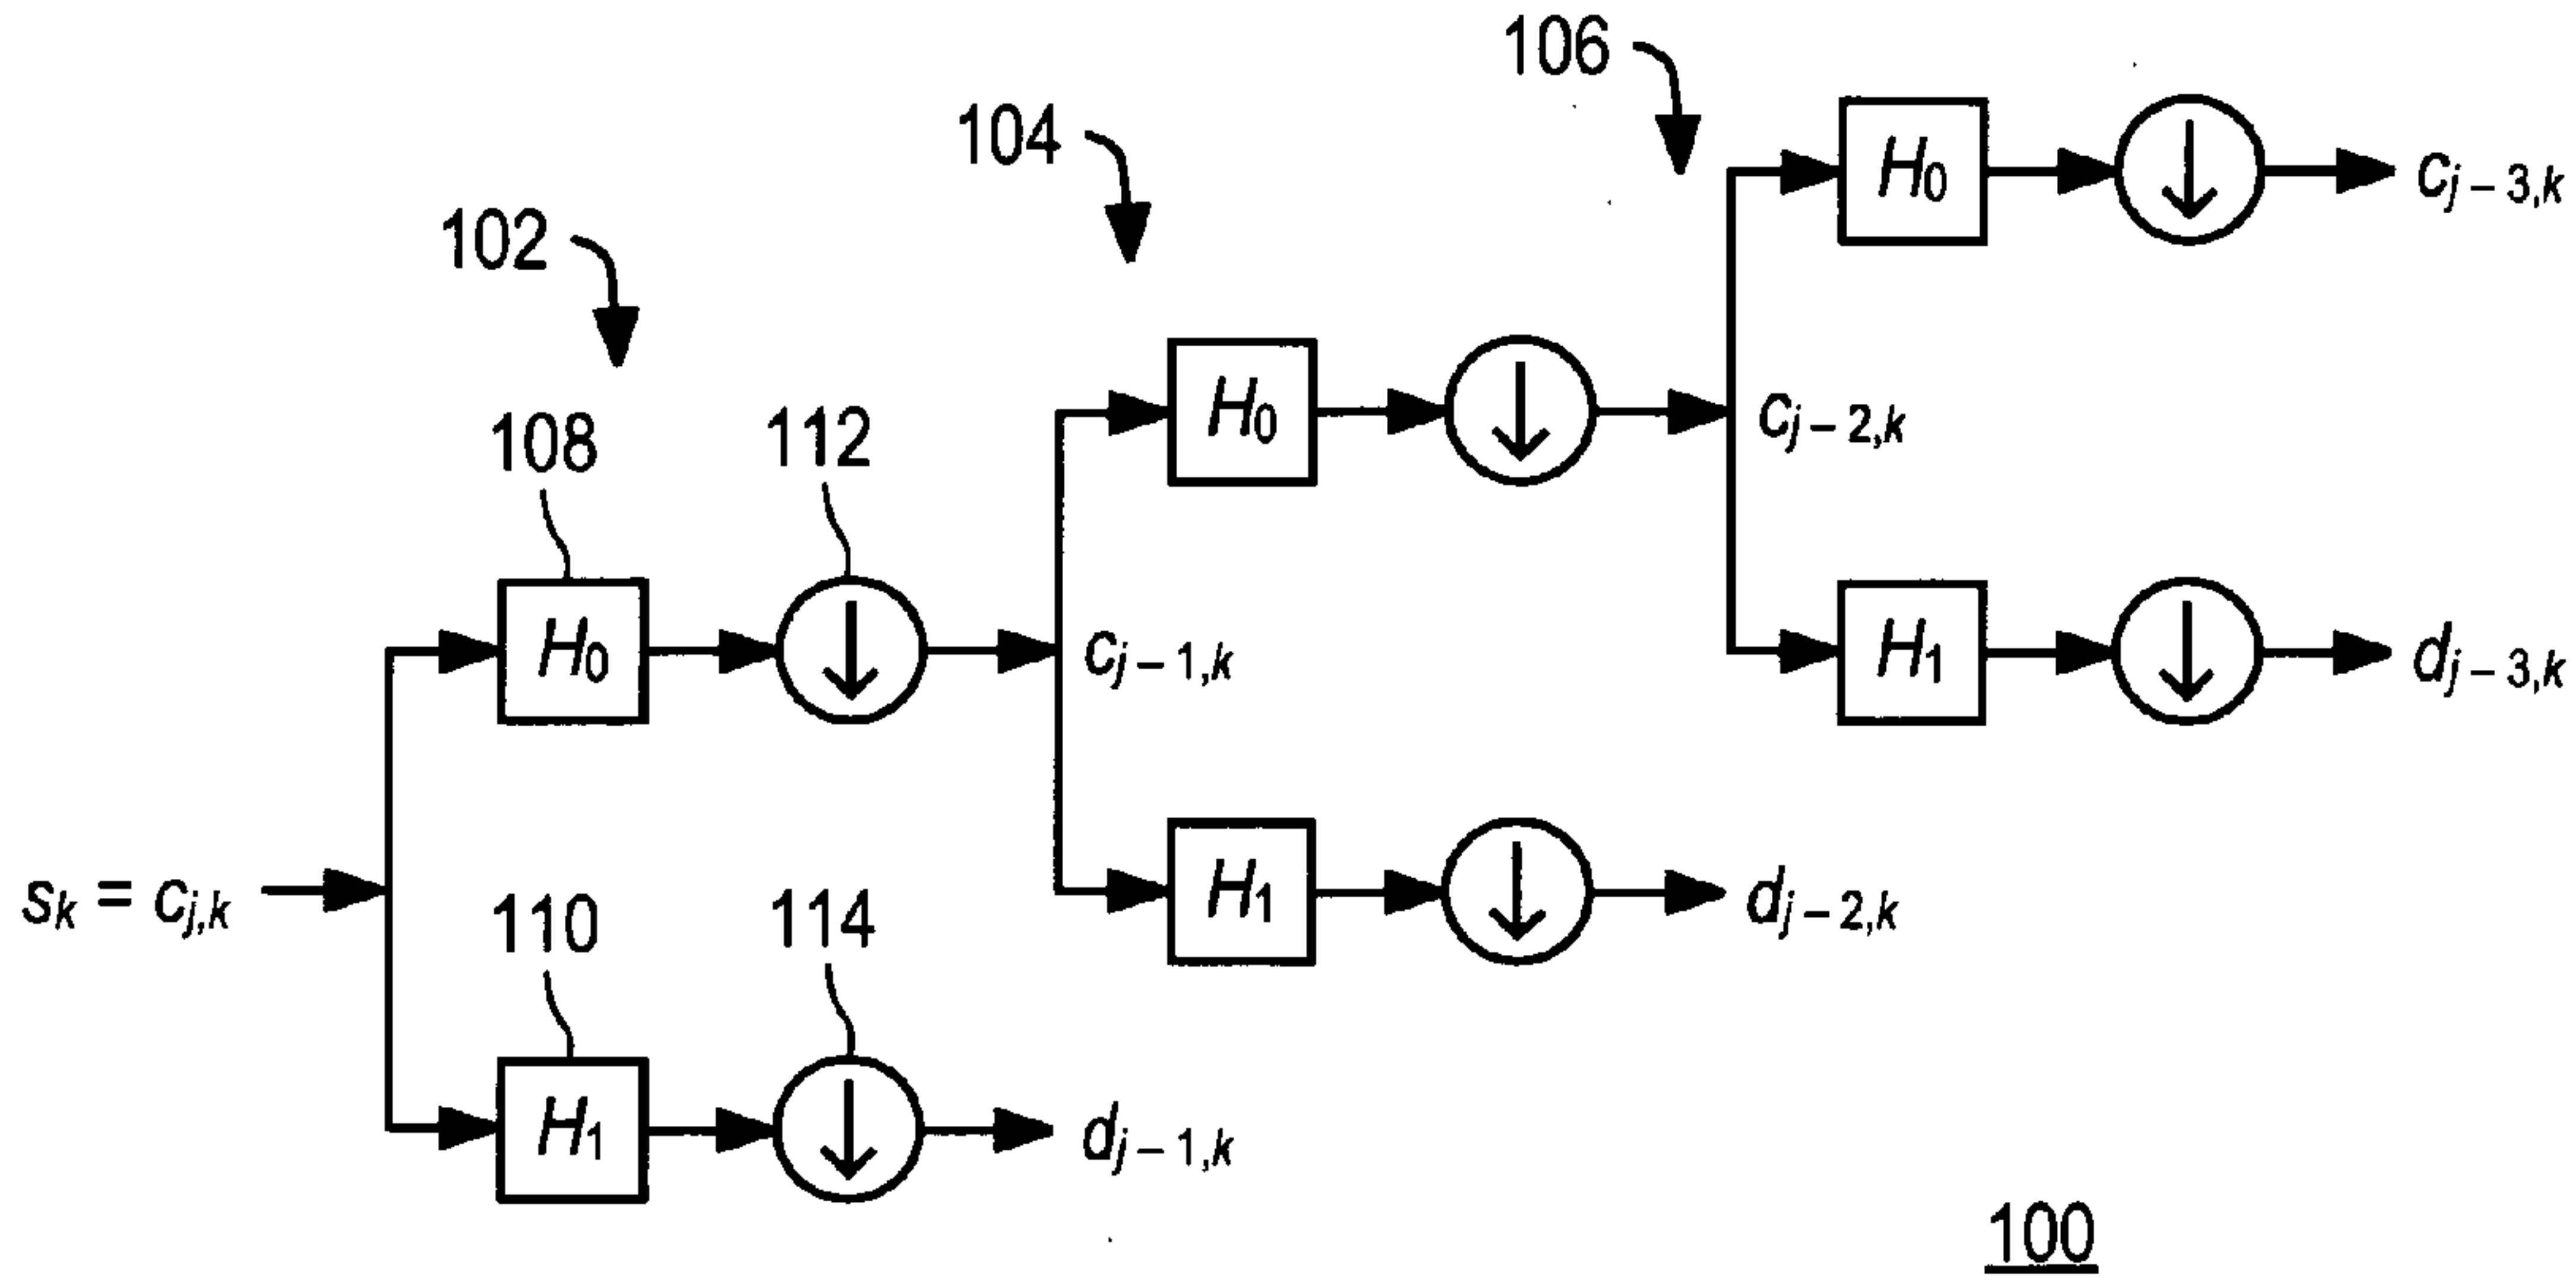 106
104
H₀
cⱼ₋₃,ₖ
102
H₀
cⱼ₋₂,ₖ
108
112
H₀
cⱼ₋₁,ₖ
H₁
dⱼ₋₃,ₖ
sₖ = cⱼ,ₖ
110
114
H₁
dⱼ₋₂,ₖ
H₁
dⱼ₋₁,ₖ
100